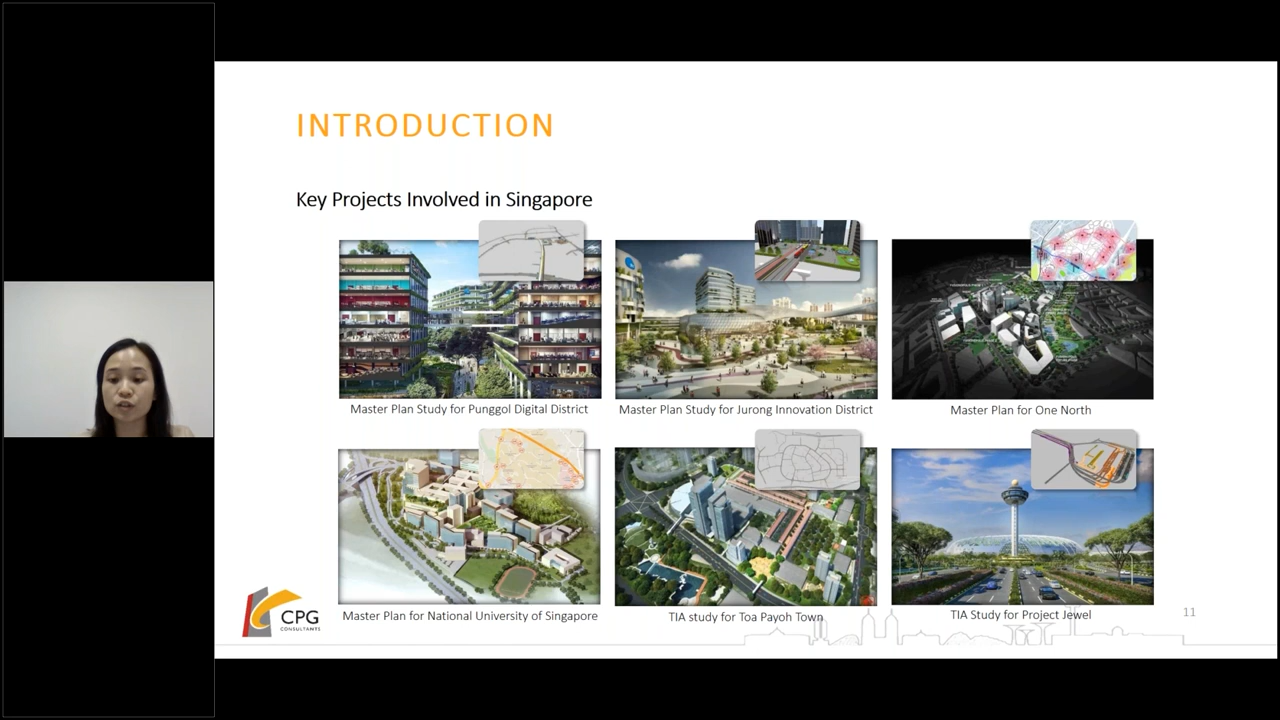 INTRODUCTION
Key Projects Involved in Singapore
Master Plan Study for Punggol Digital District
Master Plan Study for Jurong Innovation District
Master Plan for One North
Master Plan for National University of Singapore
TIA study for Toa Payoh Town
TIA Study for Project Jewel
CPG
CONSULTANTS
11